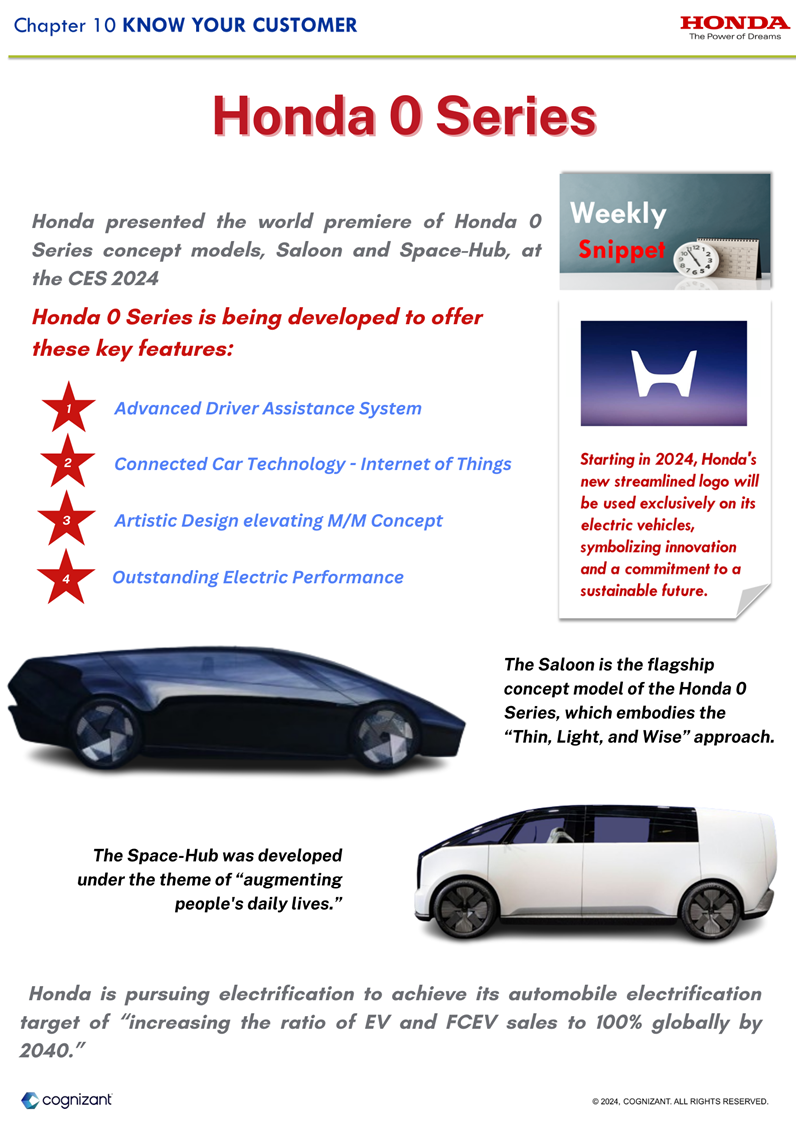 Chapter 10 KNOW YOUR CUSTOMER
HONDA
The Power of Dreams
Honda 0 Series
Honda presented the world premiere of Honda 0
Series concept models, Saloon and Space-Hub, at
the CES 2024
Weekly
Snippet
Honda 0 Series is being developed to offer
these key features:
1 Advanced Driver Assistance System
2 Connected Car Technology - Internet of Things
3 Artistic Design elevating M/M Concept
4 Outstanding Electric Performance
Starting in 2024, Honda's
new streamlined logo will
be used exclusively on its
electric vehicles,
symbolizing innovation
and a commitment to a
sustainable future.
The Saloon is the flagship
concept model of the Honda 0
Series, which embodies the
“Thin, Light, and Wise” approach.
The Space-Hub was developed
under the theme of “augmenting
people's daily lives.”
Honda is pursuing electrification to achieve its automobile electrification
target of “increasing the ratio of EV and FCEV sales to 100% globally by
2040.”
cognizant
© 2024, COGNIZANT. ALL RIGHTS RESERVED.